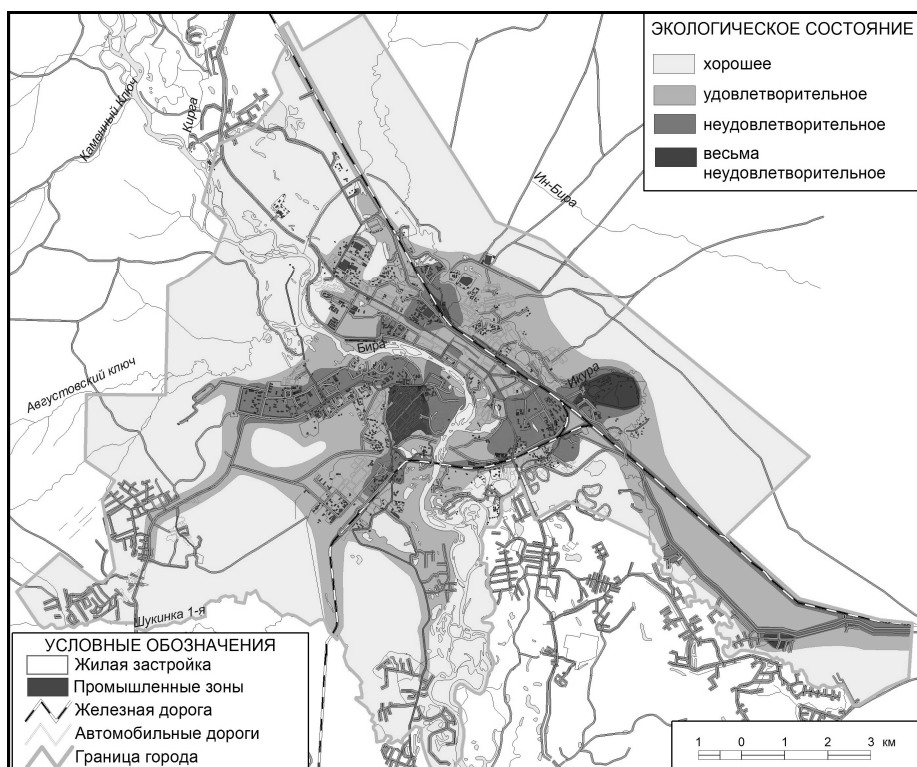 ЭКОЛОГИЧЕСКОЕ СОСТОЯНИЕ
хорошее
удовлетворительное
неудовлетворительное
весьма
неудовлетворительное
Каменный Ключ
Кирга
Ин-Бира
Бира
Икура
Августовский ключ
Щукинка 1-я
УСЛОВНЫЕ ОБОЗНАЧЕНИЯ
Жилая застройка
Промышленные зоны
Железная дорога
Автомобильные дороги
Граница города
1 0 1 2 3 км